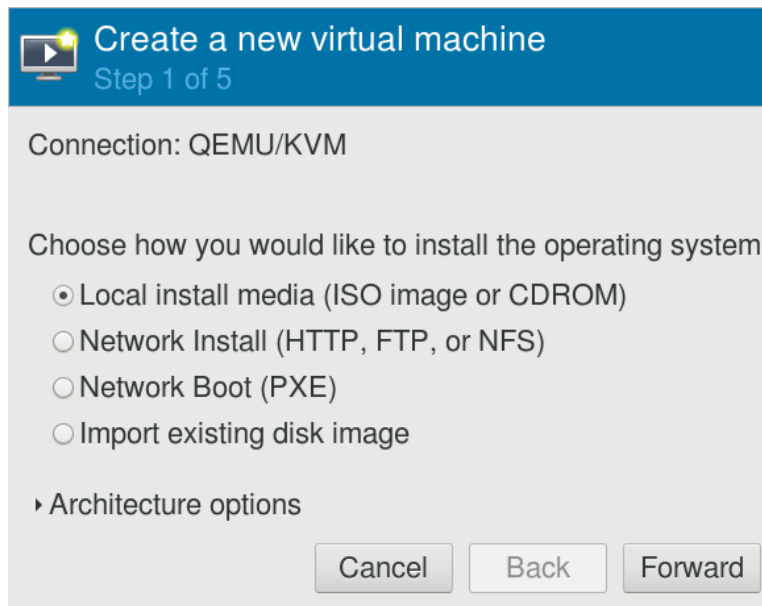 Create a new virtual machine
Step 1 of 5
Connection: QEMU/KVM
Choose how you would like to install the operating system
Local install media (ISO image or CDROM)
Network Install (HTTP, FTP, or NFS)
Network Boot (PXE)
Import existing disk image
Architecture options
Cancel Back Forward